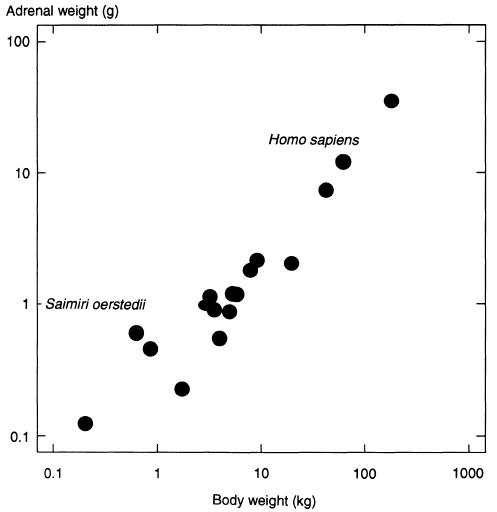 Adrenal weight (g)
100
Homo sapiens
10
Saimiri oerstedii
1
0.1
0.1 1 10 100 1000
Body weight (kg)